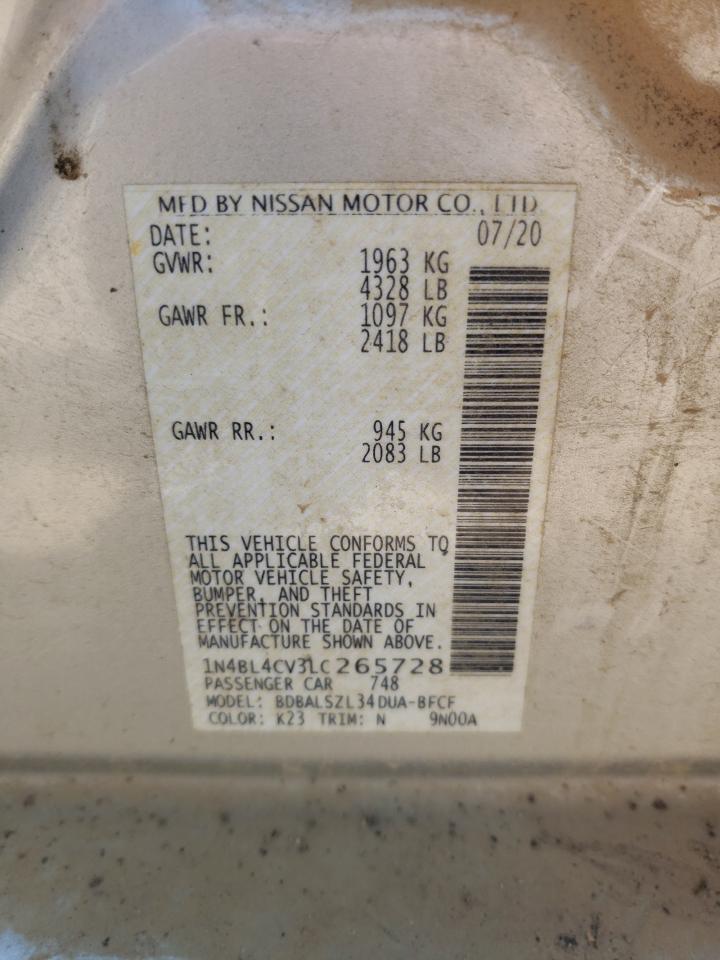 MFD BY NISSAN MOTOR CO., LTD
DATE: 07/20
GVWR: 1963 KG
4328 LB
GAWR FR.: 1097 KG
2418 LB
GAWR RR.: 945 KG
2083 LB
THIS VEHICLE CONFORMS TO
ALL APPLICABLE FEDERAL
MOTOR VEHICLE SAFETY,
BUMPER, AND THEFT
PREVENTION STANDARDS IN
EFFECT ON THE DATE OF
MANUFACTURE SHOWN ABOVE.
1N4BL4CV3LC265728
PASSENGER CAR 748
MODEL: BDBALSZL34DUA-BFCF
COLOR: K23 TRIM: N 9N00A